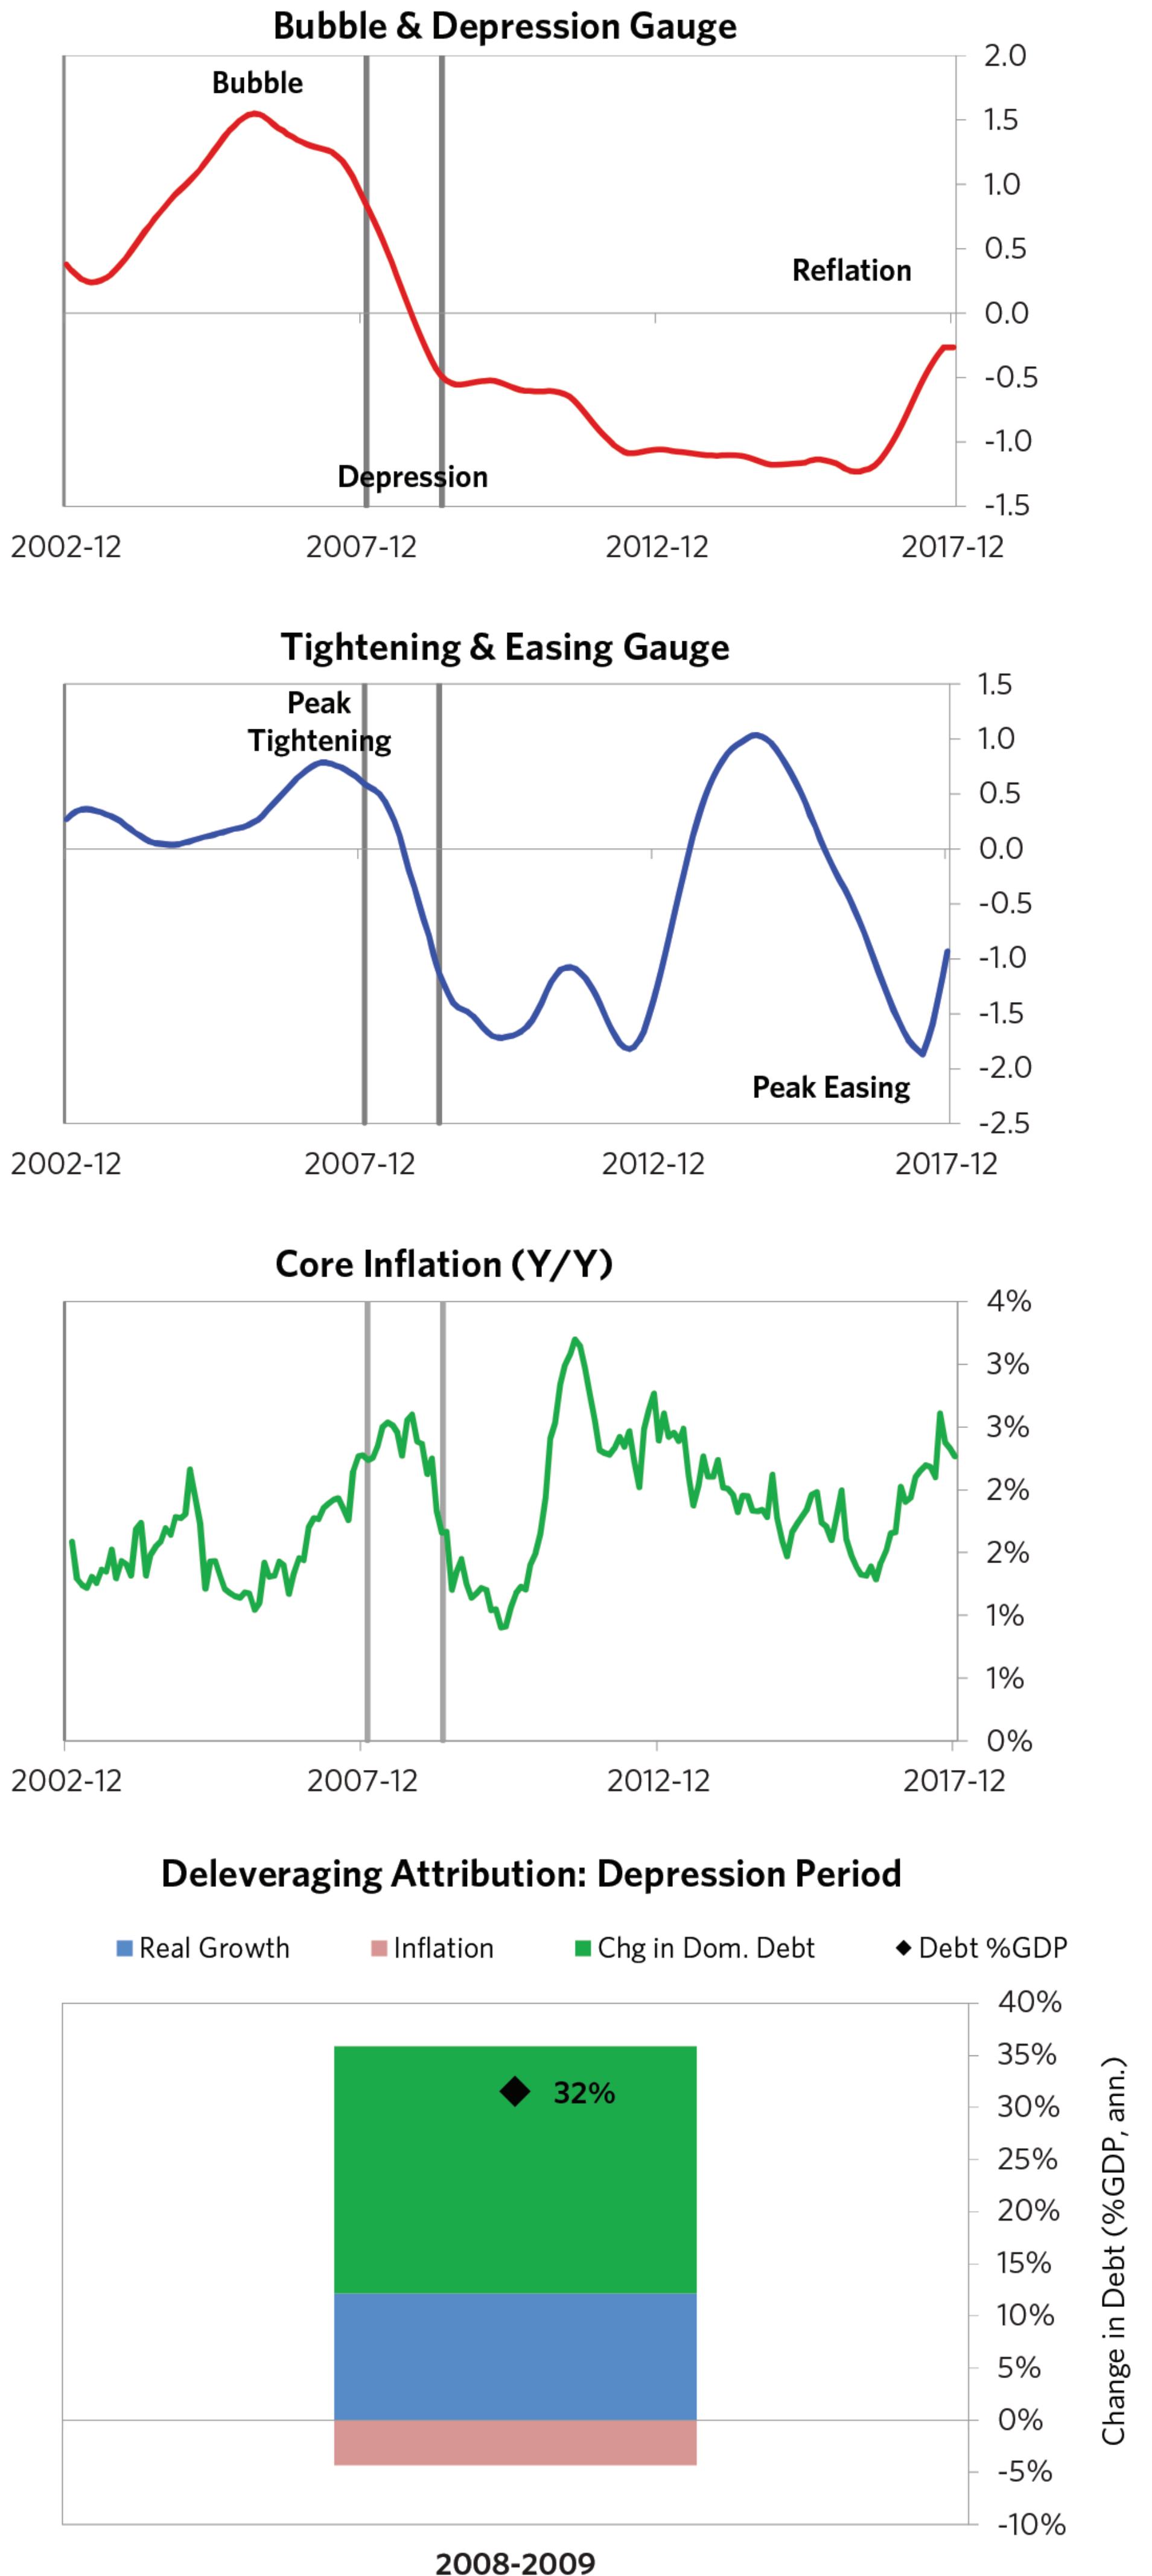 Bubble & Depression Gauge
2.0
Bubble
1.5
1.0
0.5
Reflation
0.0
-0.5
-1.0
Depression
-1.5
2002-12 2007-12 2012-12 2017-12
Tightening & Easing Gauge
1.5
Peak
Tightening
1.0
0.5
0.0
-0.5
-1.0
-1.5
-2.0
Peak Easing
-2.5
2002-12 2007-12 2012-12 2017-12
Core Inflation (Y/Y)
4%
3%
3%
2%
2%
1%
1%
0%
2002-12 2007-12 2012-12 2017-12
Deleveraging Attribution: Depression Period
Real Growth Inflation Chg in Dom. Debt Debt %GDP
40%
35%
32%
30%
25%
20%
15%
10%
5%
0%
-5%
-10%
Change in Debt (%GDP, ann.)
2008-2009